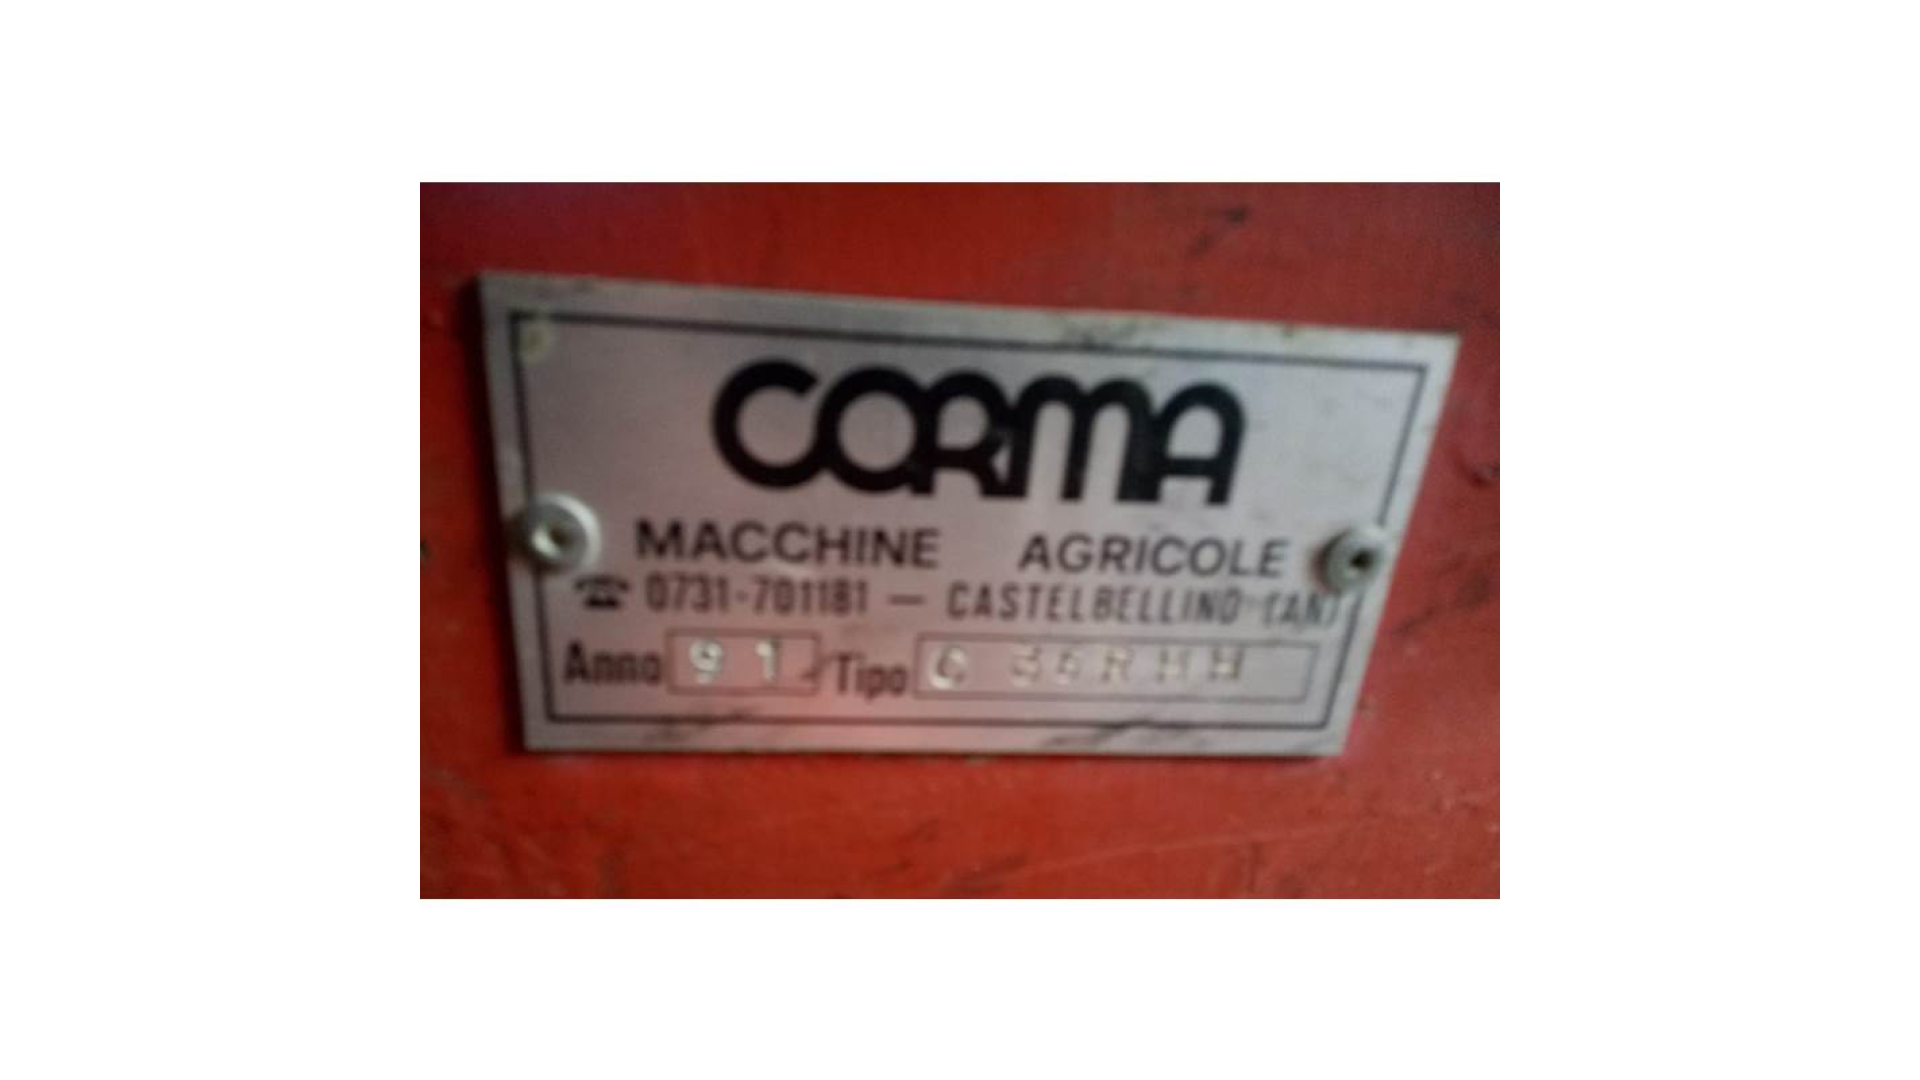 CORMA
MACCHINE AGRICOLE
☎ 0731-701181 — CASTELBELLINO (AN)
Anno 91 Tipo C